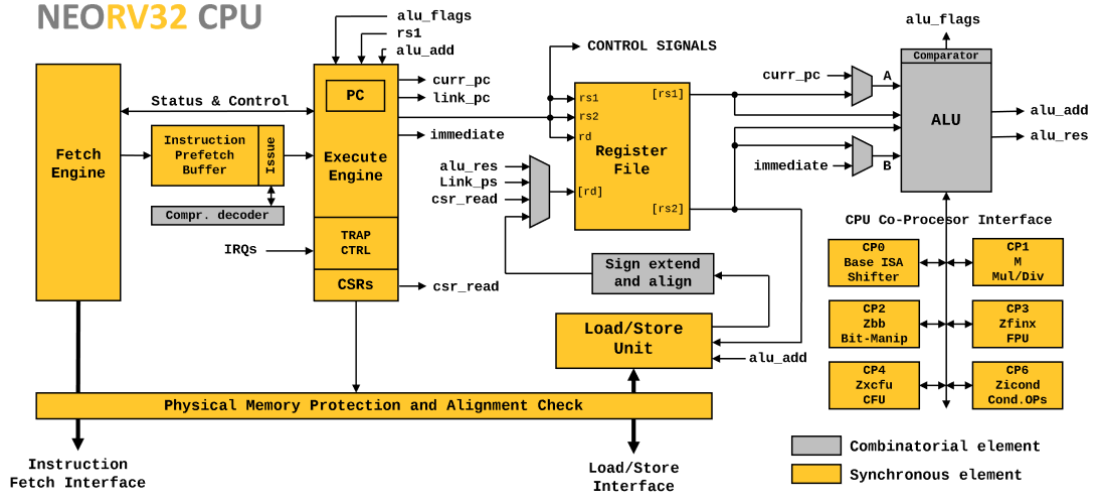 NEORV32 CPU
alu_flags
rs1
alu_add
curr_pc
link_pc
immediate
PC
Status & Control
Fetch
Engine
Instruction
Prefetch
Buffer
Issue
Compr. decoder
Execute
Engine
TRAP
CTRL
IRQs
CSRs
csr_read
CONTROL SIGNALS
alu_res
Link_ps
csr_read
rs1
rs2
rd
[rd]
[rs1]
Register
File
[rs2]
Sign extend
and align
Load/Store
Unit
alu_add
curr_pc
A
immediate
B
alu_flags
Comparator
ALU
alu_add
alu_res
CPU Co-Procesor Interface
CP0
Base ISA
Shifter
CP1
M
Mul/Div
CP2
Zbb
Bit-Manip
CP3
Zfinx
FPU
CP4
Zxcfu
CFU
CP6
Zicond
Cond.OPs
Physical Memory Protection and Alignment Check
Instruction
Fetch Interface
Load/Store
Interface
Combinatorial element
Synchronous element